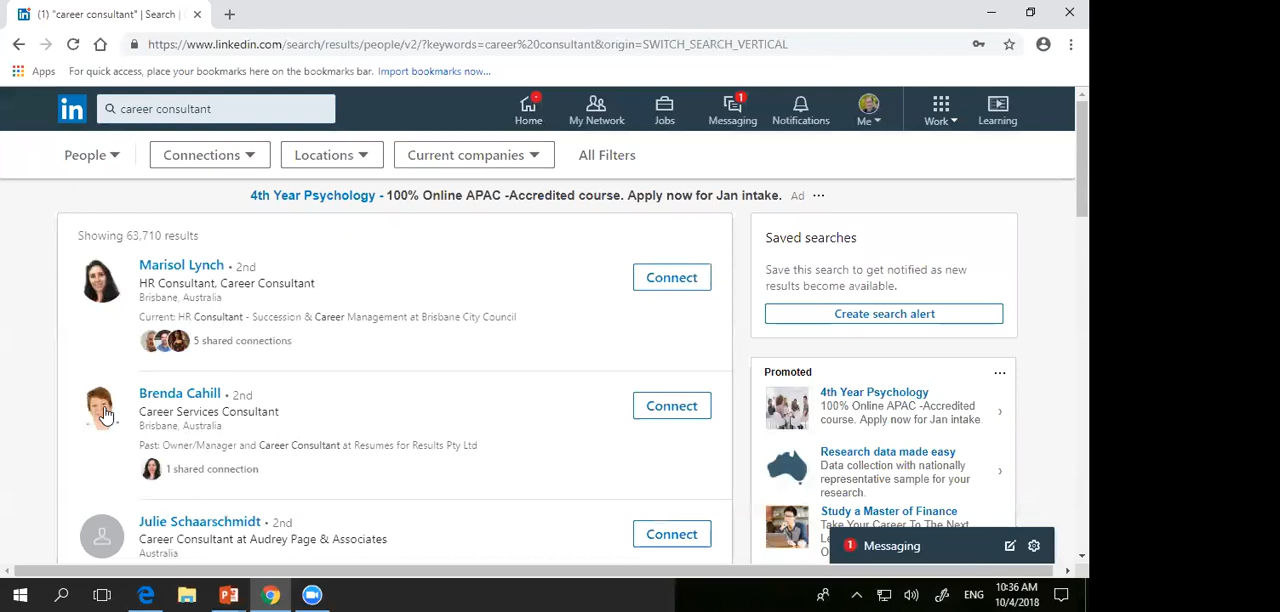 (1) "career consultant" | Search |
https://www.linkedin.com/search/results/people/v2/?keywords=career%20consultant&origin=SWITCH_SEARCH_VERTICAL
Apps For quick access, place your bookmarks here on the bookmarks bar. Import bookmarks now...
in career consultant
1
Home My Network Jobs Messaging Notifications Me Work Learning
People Connections Locations Current companies All Filters
4th Year Psychology - 100% Online APAC -Accredited course. Apply now for Jan intake. Ad ...
Showing 63,710 results
Marisol Lynch • 2nd
HR Consultant, Career Consultant
Brisbane, Australia
Current: HR Consultant - Succession & Career Management at Brisbane City Council
5 shared connections
Connect
Brenda Cahill • 2nd
Career Services Consultant
Brisbane, Australia
Past: Owner/Manager and Career Consultant at Resumes for Results Pty Ltd
1 shared connection
Connect
Julie Schaarschmidt • 2nd
Career Consultant at Audrey Page & Associates
Australia
Connect
Saved searches
Save this search to get notified as new
results become available.
Create search alert
Promoted ...
4th Year Psychology
100% Online APAC -Accredited
course. Apply now for Jan intake
Research data made easy
Data collection with nationally
representative sample for your
research.
Study a Master of Finance
Take Your Career To The Next
1 Messaging
ENG
10:36 AM
10/4/2018